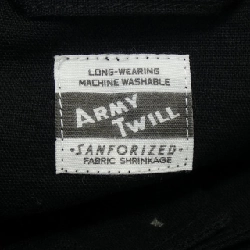 LONG-WEARING
MACHINE WASHABLE
ARMY
TWILL
·SANFORIZED·
FABRIC SHRINKAGE